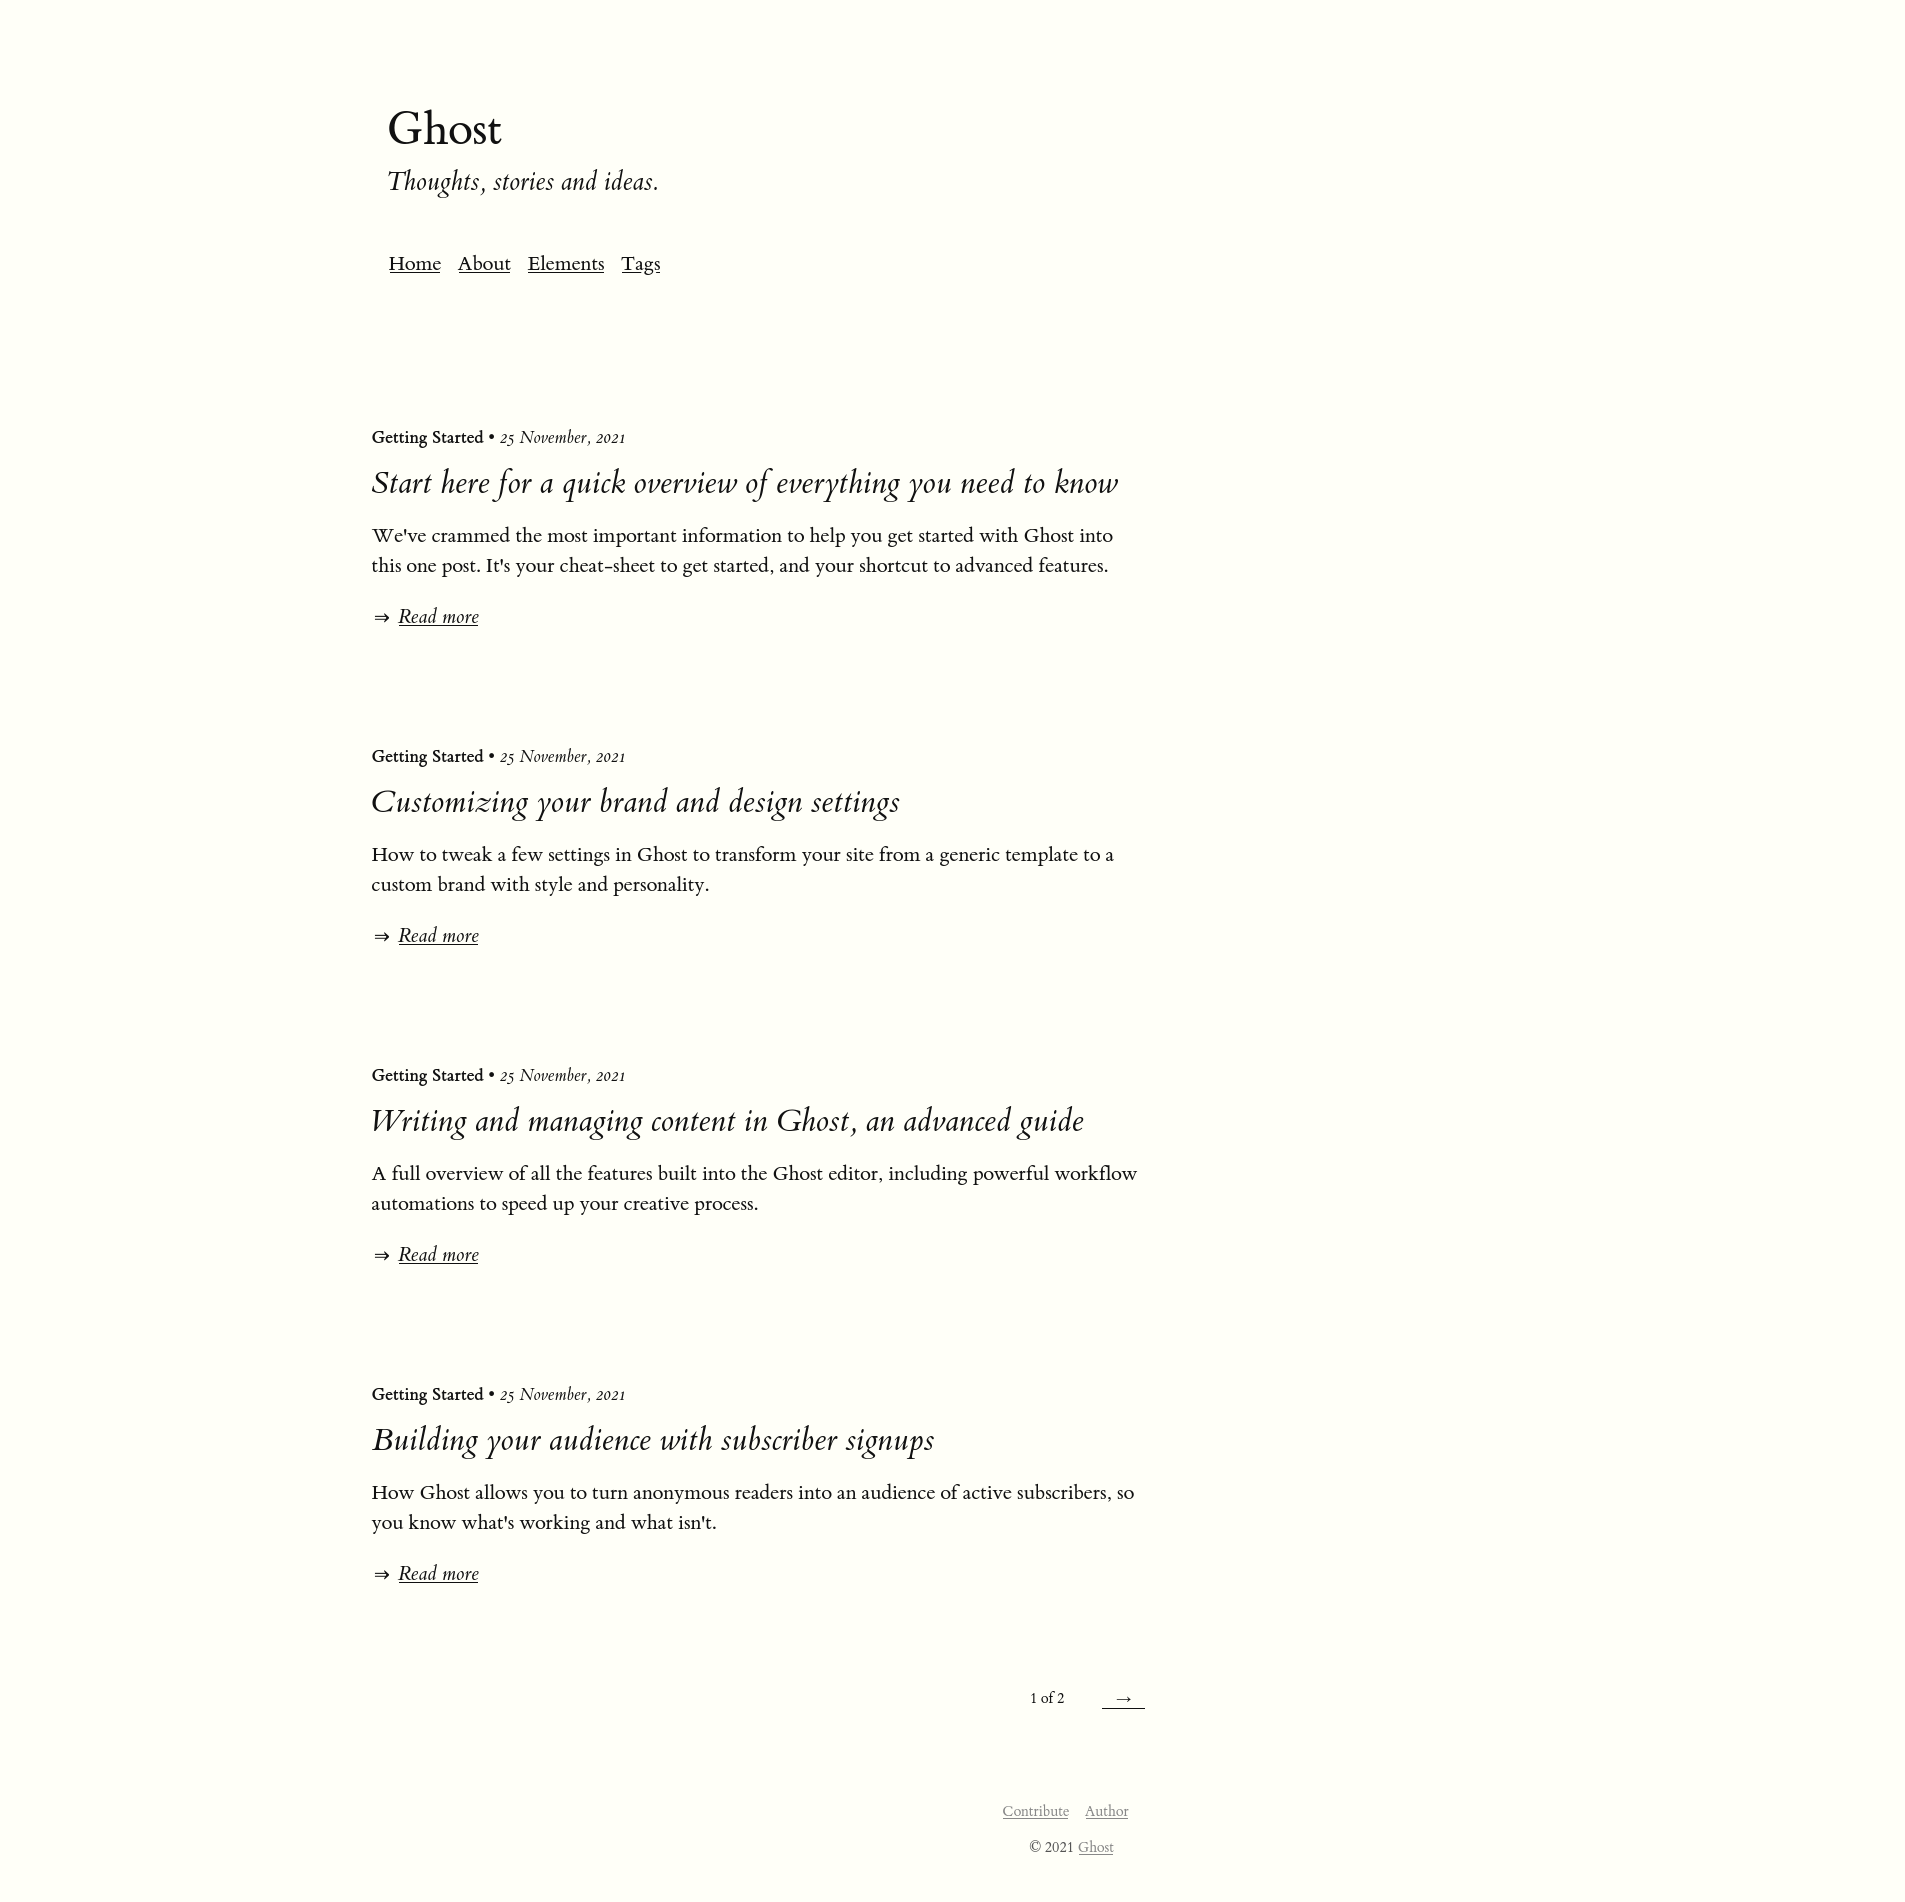 Ghost
Thoughts, stories and ideas.
Home About Elements Tags
Getting Started • 25 November, 2021
Start here for a quick overview of everything you need to know
We've crammed the most important information to help you get started with Ghost into
this one post. It's your cheat-sheet to get started, and your shortcut to advanced features.
⇒ Read more
Getting Started • 25 November, 2021
Customizing your brand and design settings
How to tweak a few settings in Ghost to transform your site from a generic template to a
custom brand with style and personality.
⇒ Read more
Getting Started • 25 November, 2021
Writing and managing content in Ghost, an advanced guide
A full overview of all the features built into the Ghost editor, including powerful workflow
automations to speed up your creative process.
⇒ Read more
Getting Started • 25 November, 2021
Building your audience with subscriber signups
How Ghost allows you to turn anonymous readers into an audience of active subscribers, so
you know what's working and what isn't.
⇒ Read more
1 of 2 →
Contribute Author
© 2021 Ghost